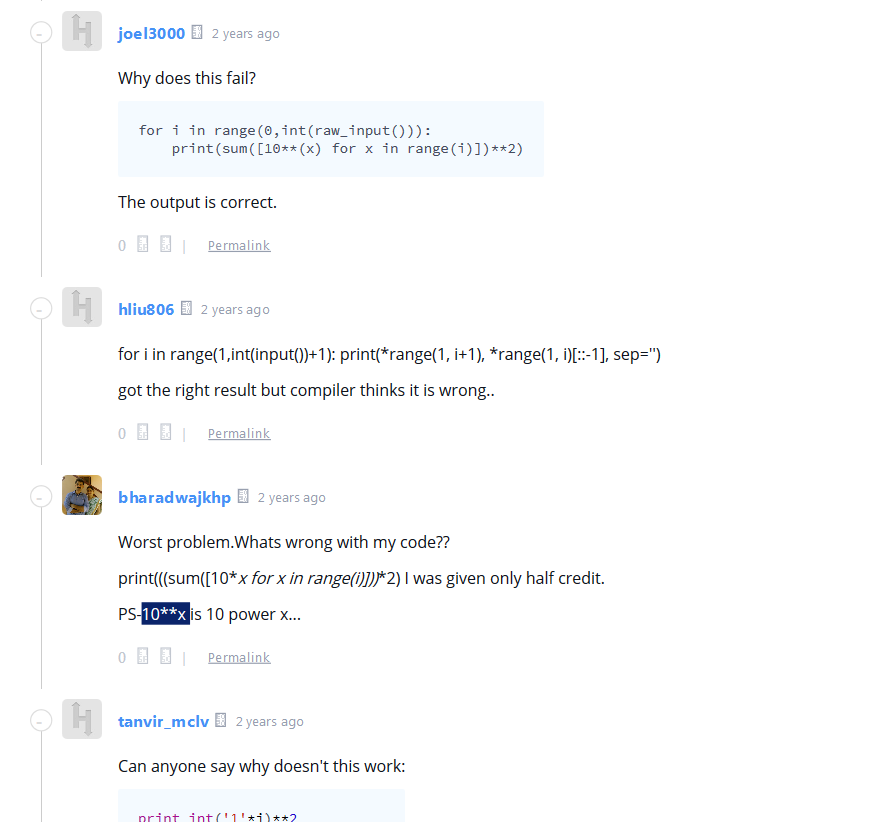 joel3000 2 years ago
Why does this fail?
for i in range(0,int(raw_input())):
    print(sum([10**(x) for x in range(i)])**2)
The output is correct.
0 | Permalink
hliu806 2 years ago
for i in range(1,int(input())+1): print(*range(1, i+1), *range(1, i)[::-1], sep='')
got the right result but compiler thinks it is wrong..
0 | Permalink
bharadwajkhp 2 years ago
Worst problem.Whats wrong with my code??
print(((sum([10*x for x in range(i)]))*2) I was given only half credit.
PS-10**x is 10 power x...
0 | Permalink
tanvir_mclv 2 years ago
Can anyone say why doesn't this work:
print int('1'*i)**2